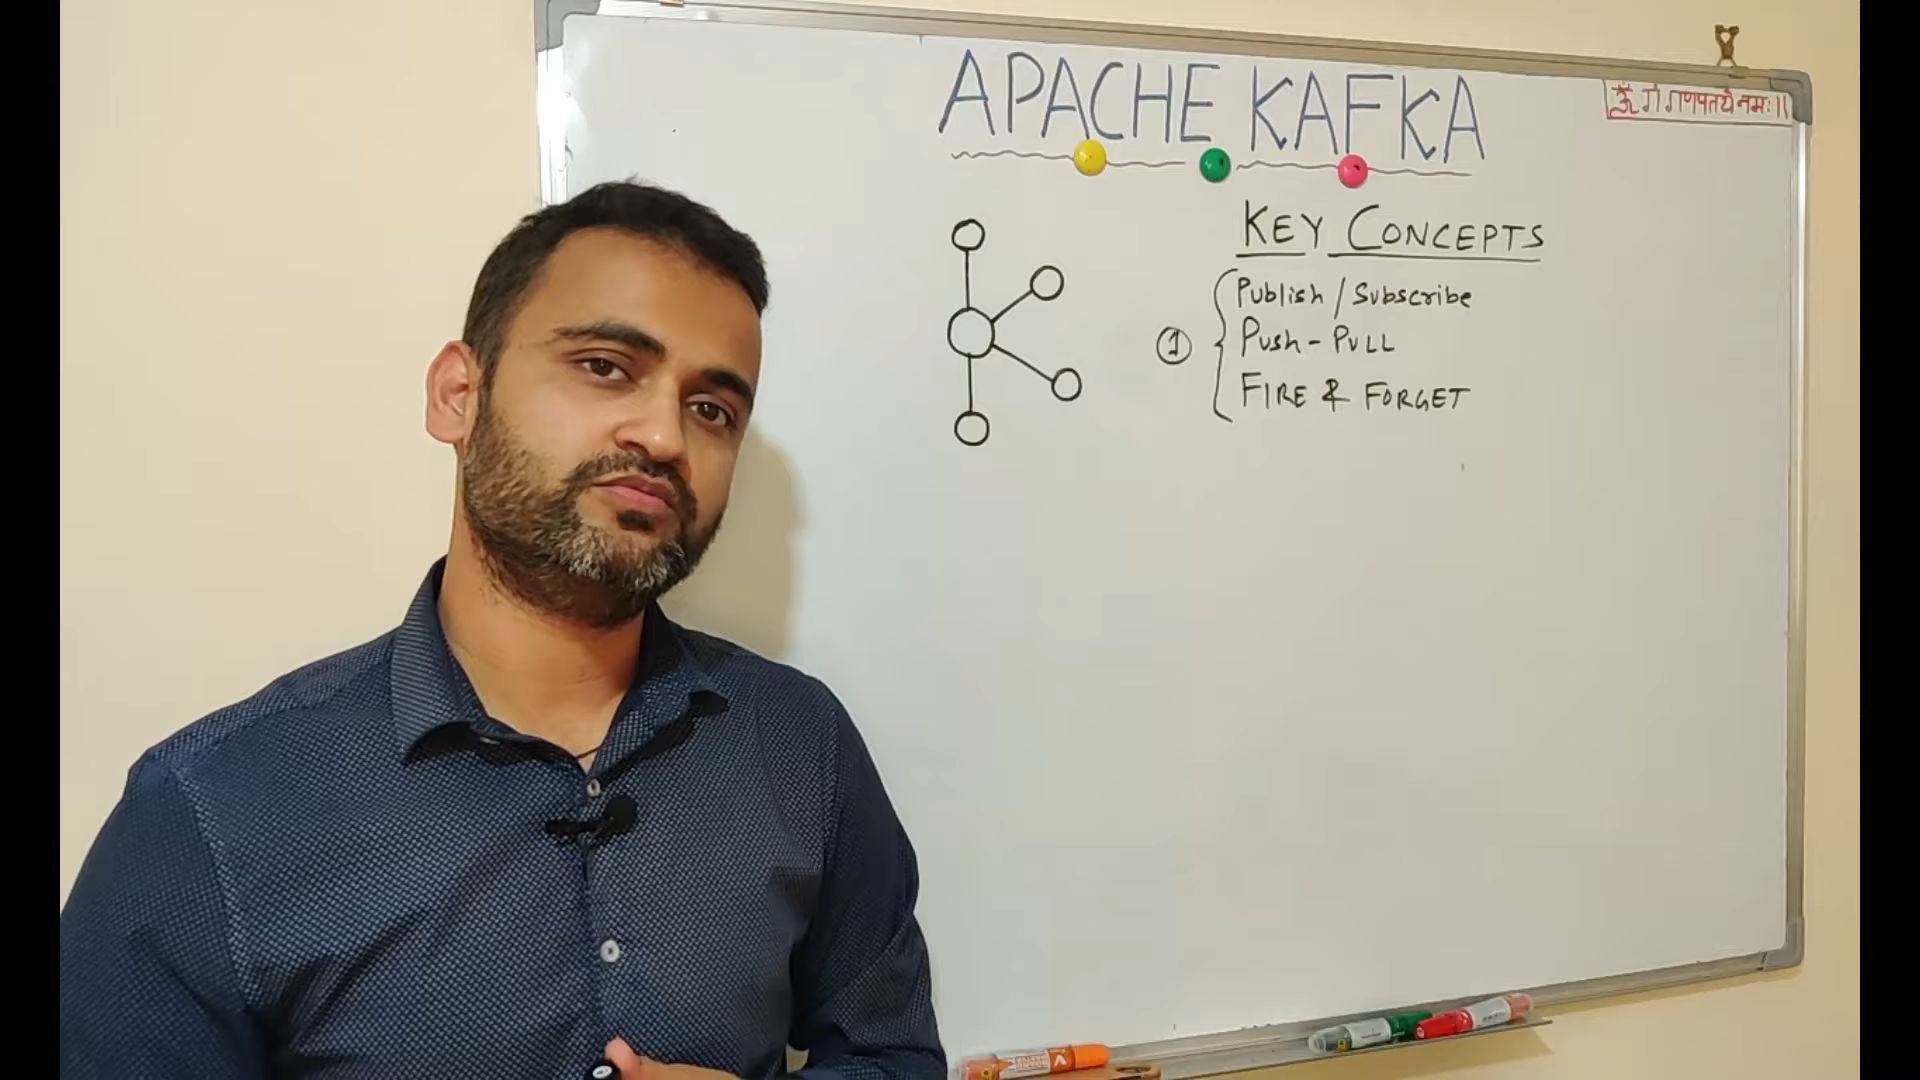 APACHE KAFKA
ॐ गं गणपतये नमः॥
KEY CONCEPTS
Publish / Subscribe
① Push - PULL
FIRE & FORGET